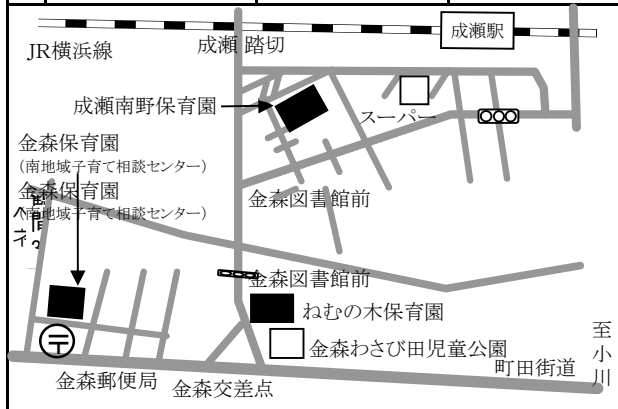 成瀬駅
JR横浜線
成瀬 踏切
成瀬南野保育園
スーパー
金森保育園
(南地域子育て相談センター)
金森保育園
(南地域子育て相談センター)
金森図書館前
金森図書館前
ねむの木保育園
金森わさび田児童公園
至小川
町田街道
金森郵便局
金森交差点